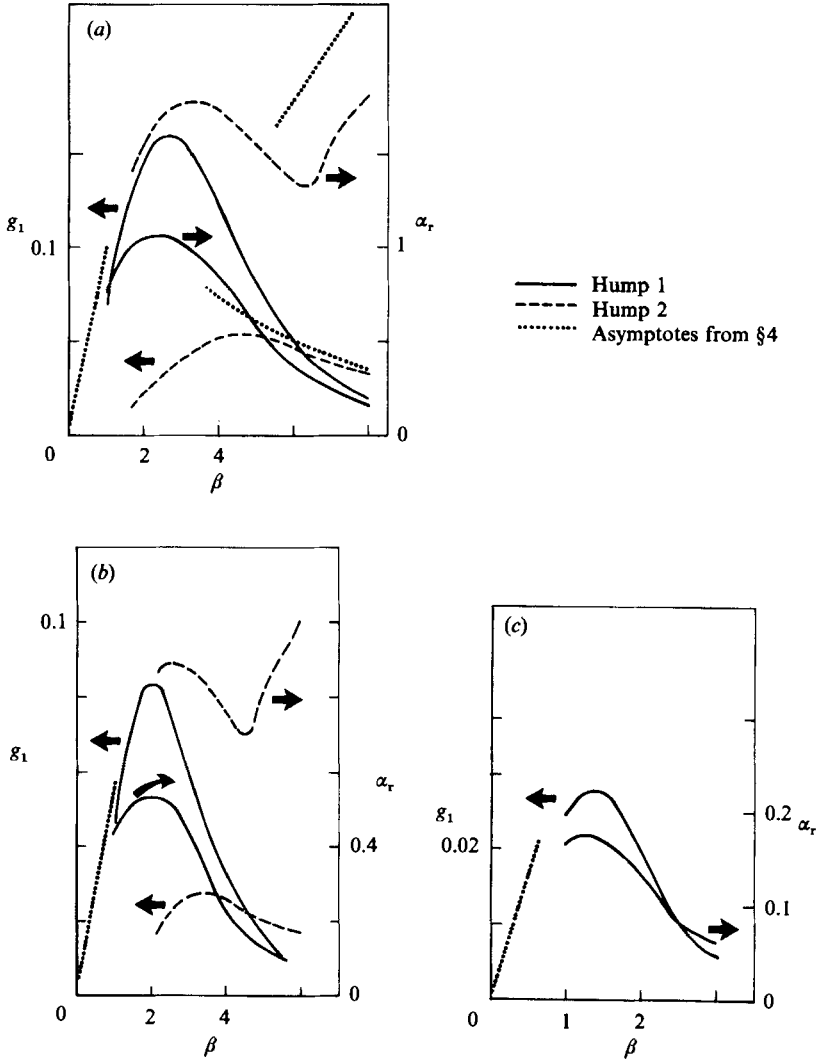 (a)
g₁
0.1
0
2
4
β
αᵣ
1
0
Hump 1
Hump 2
Asymptotes from §4
(b)
0.1
g₁
αᵣ
0.4
0
0
2
4
β
(c)
g₁
0.02
0.2
αᵣ
0.1
0
0
1
2
β